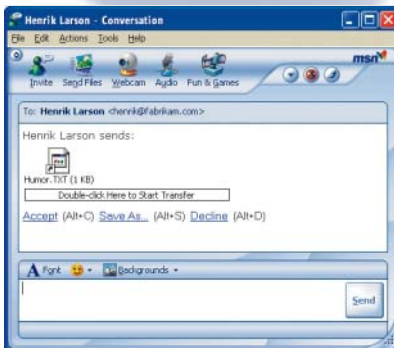 Henrik Larson - Conversation
File Edit Actions Tools Help
msn
Invite Send Files Webcam Audio Fun & Games
To: Henrik Larson <henrik@fabrikam.com>
Henrik Larson sends:
Humor.TXT (1 KB)
Double-click Here to Start Transfer
Accept (Alt+C) Save As... (Alt+S) Decline (Alt+D)
A Font Backgrounds
Send